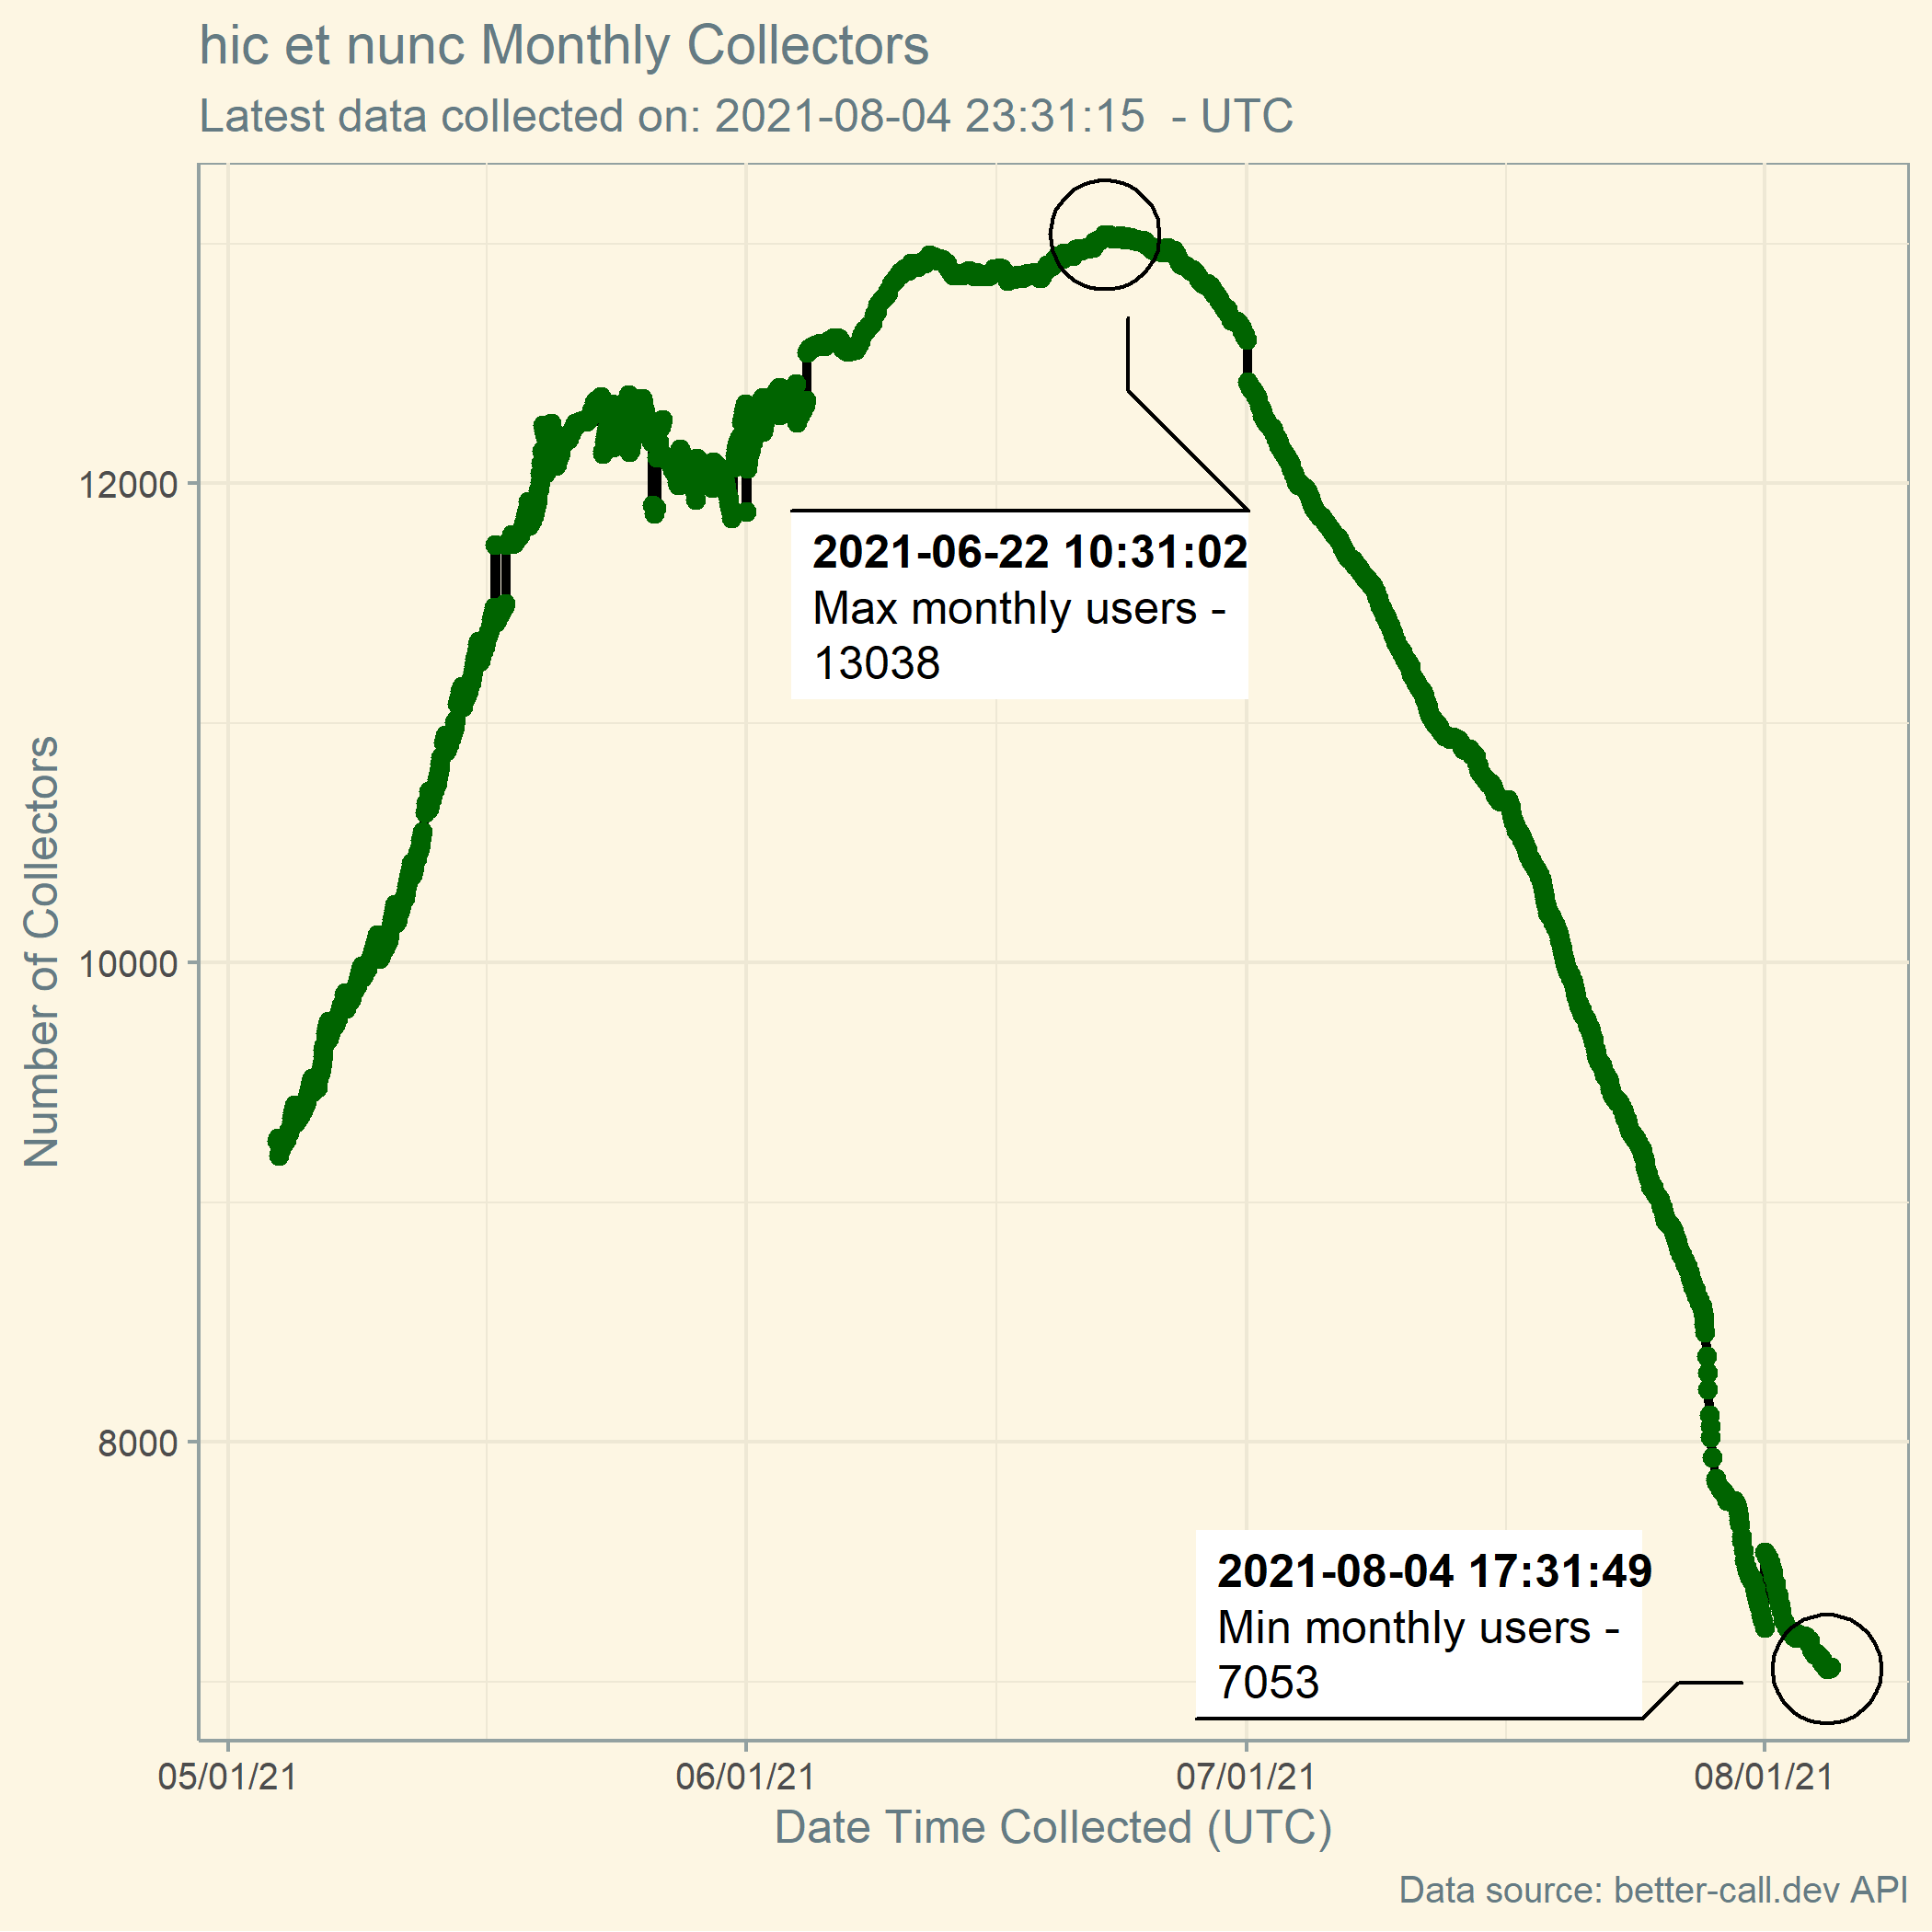 hic et nunc Monthly Collectors
Latest data collected on: 2021-08-04 23:31:15  - UTC
Number of Collectors
12000
10000
8000
2021-06-22 10:31:02
Max monthly users -
13038
2021-08-04 17:31:49
Min monthly users -
7053
05/01/21
06/01/21
07/01/21
08/01/21
Date Time Collected (UTC)
Data source: better-call.dev API